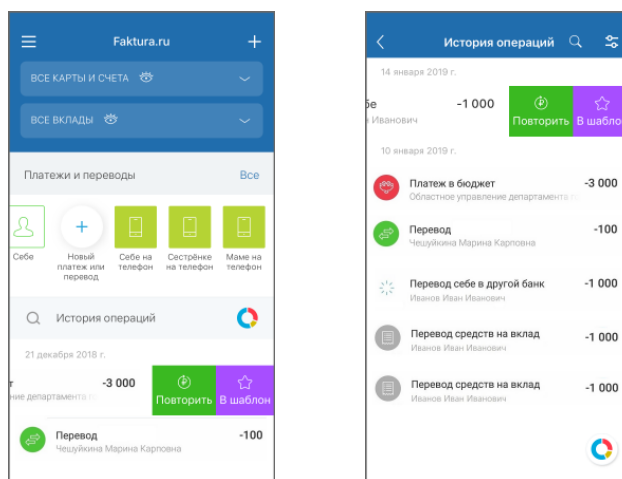 Faktura.ru
ВСЕ КАРТЫ И СЧЕТА
ВСЕ ВКЛАДЫ
Платежи и переводы Все
Себе
Новый платеж или перевод
Себе на телефон
Сестрёнке на телефон
Маме на телефон
История операций
21 декабря 2018 г.
-3 000 Повторить В шаблон
ние департамента
Перевод -100
Чешуйкина Марина Карповна
История операций
14 января 2019 г.
-1 000 Повторить В шабло
Иванович
10 января 2019 г.
Платеж в бюджет -3 000
Областное управление департамента
Перевод -100
Чешуйкина Марина Карповна
Перевод себе в другой банк -1 000
Иванов Иван Иванович
Перевод средств на вклад -1 000
Иванов Иван Иванович
Перевод средств на вклад -1 000
Иванов Иван Иванович